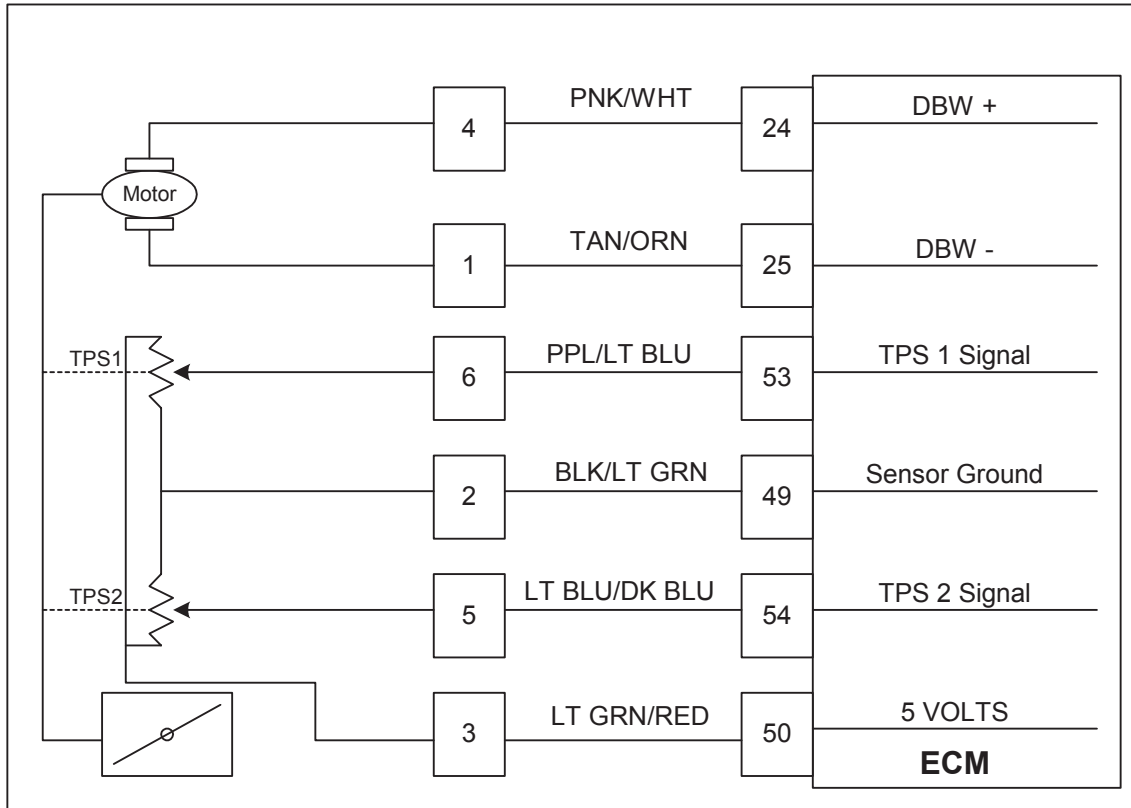 PNK/WHT
4
24
DBW +
Motor
TAN/ORN
1
25
DBW -
TPS1
PPL/LT BLU
6
53
TPS 1 Signal
BLK/LT GRN
2
49
Sensor Ground
TPS2
LT BLU/DK BLU
5
54
TPS 2 Signal
LT GRN/RED
3
50
5 VOLTS
ECM